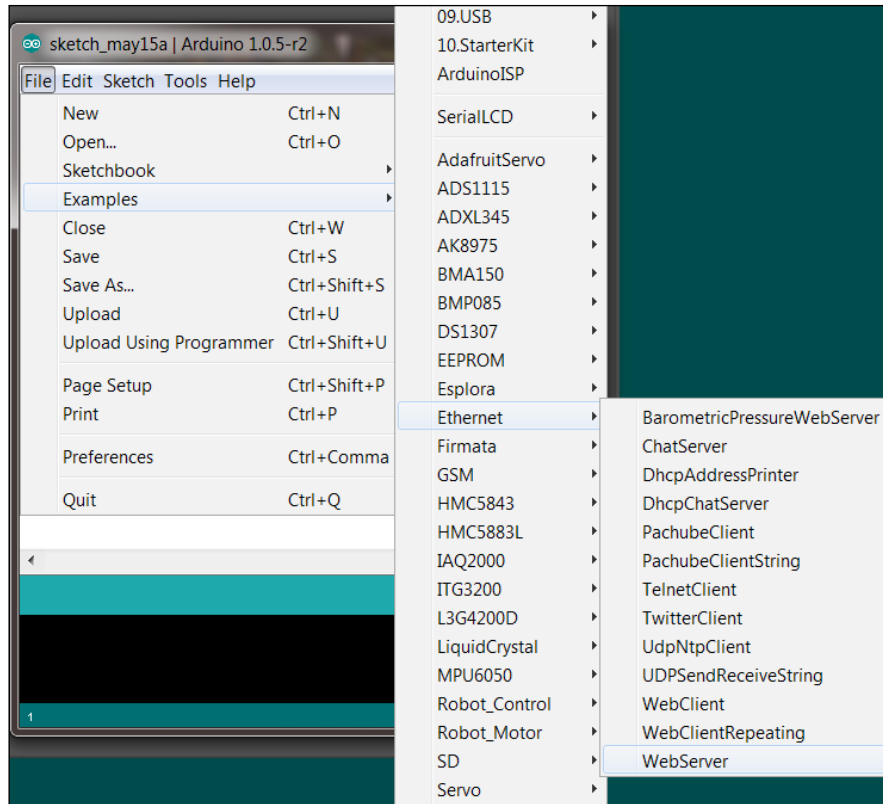 sketch_may15a | Arduino 1.0.5-r2
File Edit Sketch Tools Help
New Ctrl+N
Open... Ctrl+O
Sketchbook
Examples
Close Ctrl+W
Save Ctrl+S
Save As... Ctrl+Shift+S
Upload Ctrl+U
Upload Using Programmer Ctrl+Shift+U
Page Setup Ctrl+Shift+P
Print Ctrl+P
Preferences Ctrl+Comma
Quit Ctrl+Q
1
09.USB
10.StarterKit
ArduinoISP
SerialLCD
AdafruitServo
ADS1115
ADXL345
AK8975
BMA150
BMP085
DS1307
EEPROM
Esplora
Ethernet
Firmata
GSM
HMC5843
HMC5883L
IAQ2000
ITG3200
L3G4200D
LiquidCrystal
MPU6050
Robot_Control
Robot_Motor
SD
Servo
BarometricPressureWebServer
ChatServer
DhcpAddressPrinter
DhcpChatServer
PachubeClient
PachubeClientString
TelnetClient
TwitterClient
UdpNtpClient
UDPSendReceiveString
WebClient
WebClientRepeating
WebServer